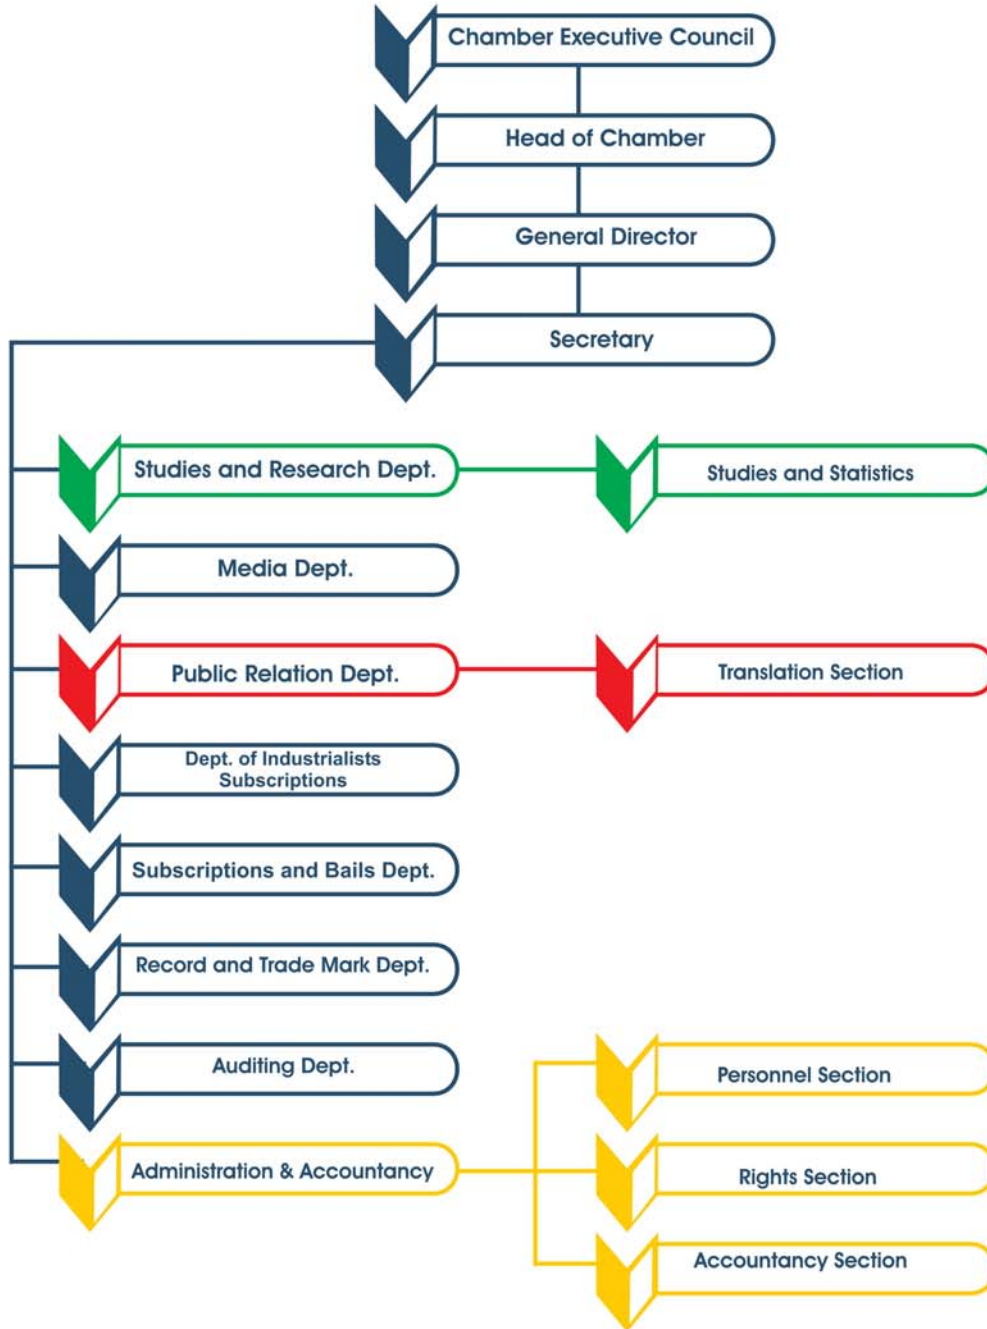 Chamber Executive Council
Head of Chamber
General Director
Secretary
Studies and Research Dept.
Studies and Statistics
Media Dept.
Public Relation Dept.
Translation Section
Dept. of Industrialists
Subscriptions
Subscriptions and Bails Dept.
Record and Trade Mark Dept.
Auditing Dept.
Personnel Section
Administration & Accountancy
Rights Section
Accountancy Section